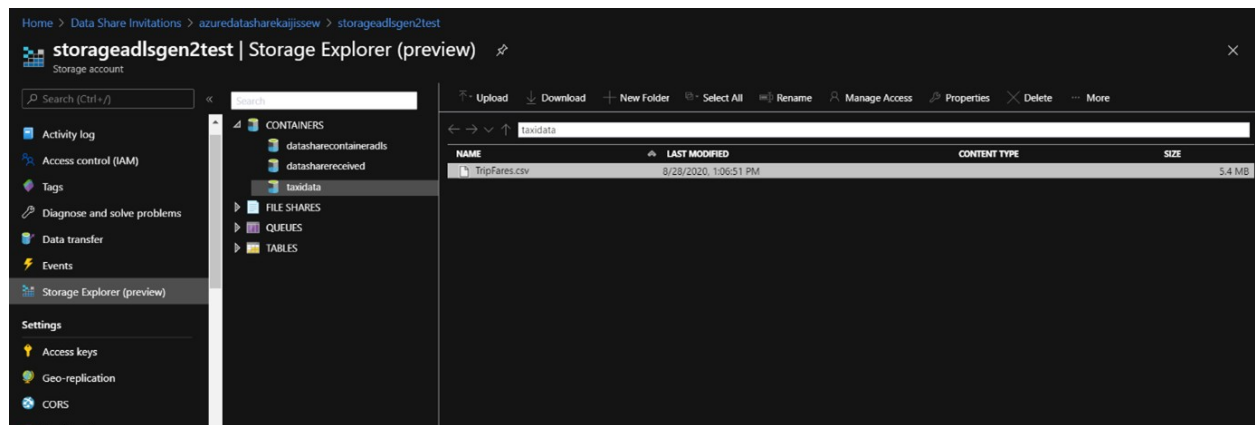 Home > Data Share Invitations > azuredatasharekaijissew > storageadlsgen2test
storageadlsgen2test | Storage Explorer (preview)
Storage account
Search (Ctrl+/)
Activity log
Access control (IAM)
Tags
Diagnose and solve problems
Data transfer
Events
Storage Explorer (preview)
Settings
Access keys
Geo-replication
CORS
Search
CONTAINERS
datasharecontaineradls
datasharereceived
taxidata
FILE SHARES
QUEUES
TABLES
Upload Download New Folder Select All Rename Manage Access Properties Delete ... More
taxidata
NAME LAST MODIFIED CONTENT TYPE SIZE
TripFares.csv 8/28/2020, 1:06:51 PM 5.4 MB